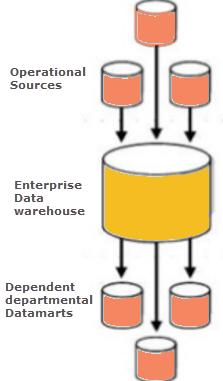 Operational
Sources
Enterprise
Data
warehouse
Dependent
departmental
Datamarts